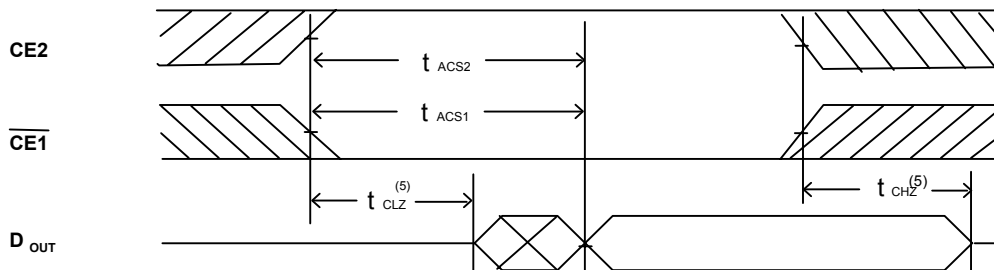 CE2
t ACS2
t ACS1
CE1
t CLZ (5)
t CHZ (5)
D OUT